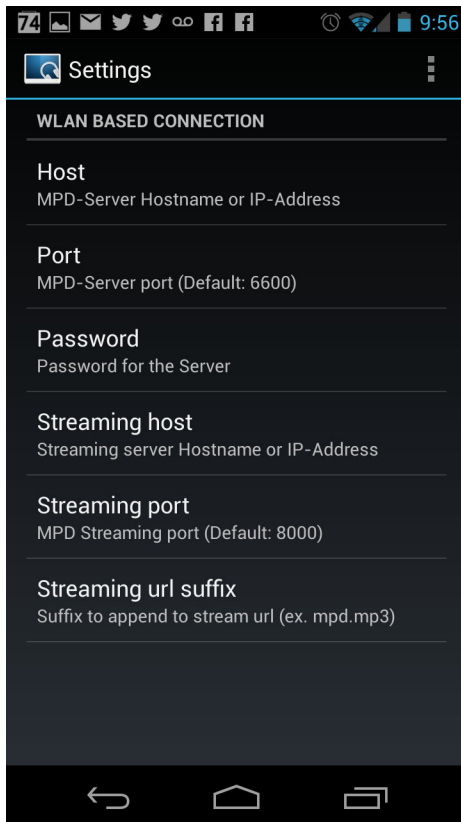 74 9:56
Settings
WLAN BASED CONNECTION
Host
MPD-Server Hostname or IP-Address
Port
MPD-Server port (Default: 6600)
Password
Password for the Server
Streaming host
Streaming server Hostname or IP-Address
Streaming port
MPD Streaming port (Default: 8000)
Streaming url suffix
Suffix to append to stream url (ex. mpd.mp3)